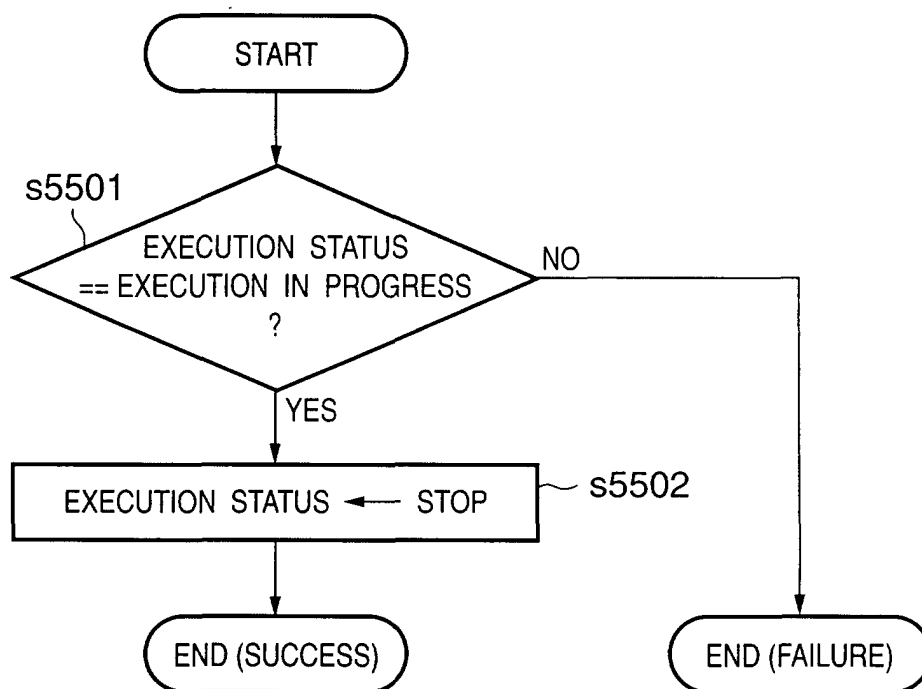 START
s5501
EXECUTION STATUS
== EXECUTION IN PROGRESS
?
NO
YES
EXECUTION STATUS ← STOP
s5502
END (SUCCESS)
END (FAILURE)